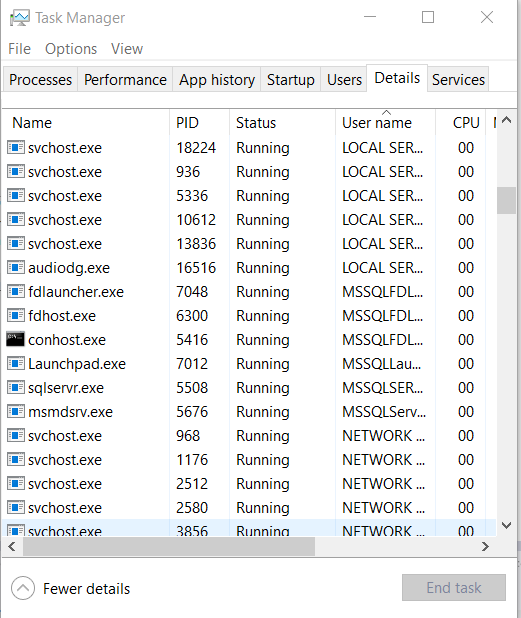 Task Manager
File Options View
Processes Performance App history Startup Users Details Services
Name PID Status User name CPU
svchost.exe 18224 Running LOCAL SER... 00
svchost.exe 936 Running LOCAL SER... 00
svchost.exe 5336 Running LOCAL SER... 00
svchost.exe 10612 Running LOCAL SER... 00
svchost.exe 13836 Running LOCAL SER... 00
audiodg.exe 16516 Running LOCAL SER... 00
fdlauncher.exe 7048 Running MSSQLFDL... 00
fdhost.exe 6300 Running MSSQLFDL... 00
conhost.exe 5416 Running MSSQLFDL... 00
Launchpad.exe 7012 Running MSSQLLau... 00
sqlservr.exe 5508 Running MSSQLSER... 00
msmdsrv.exe 5676 Running MSSQLServ... 00
svchost.exe 968 Running NETWORK ... 00
svchost.exe 1176 Running NETWORK ... 00
svchost.exe 2512 Running NETWORK ... 00
svchost.exe 2580 Running NETWORK ... 00
svchost.exe 3856 Running NETWORK ... 00
Fewer details End task